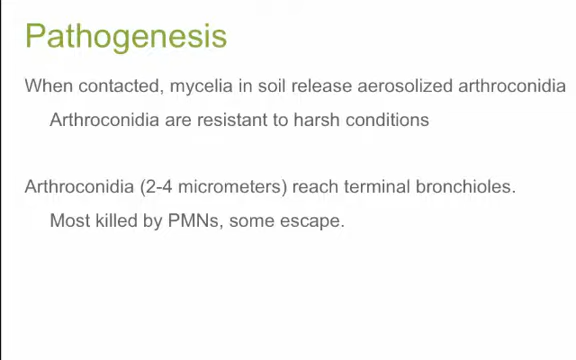 Pathogenesis
When contacted, mycelia in soil release aerosolized arthroconidia
Arthroconidia are resistant to harsh conditions
Arthroconidia (2-4 micrometers) reach terminal bronchioles.
Most killed by PMNs, some escape.